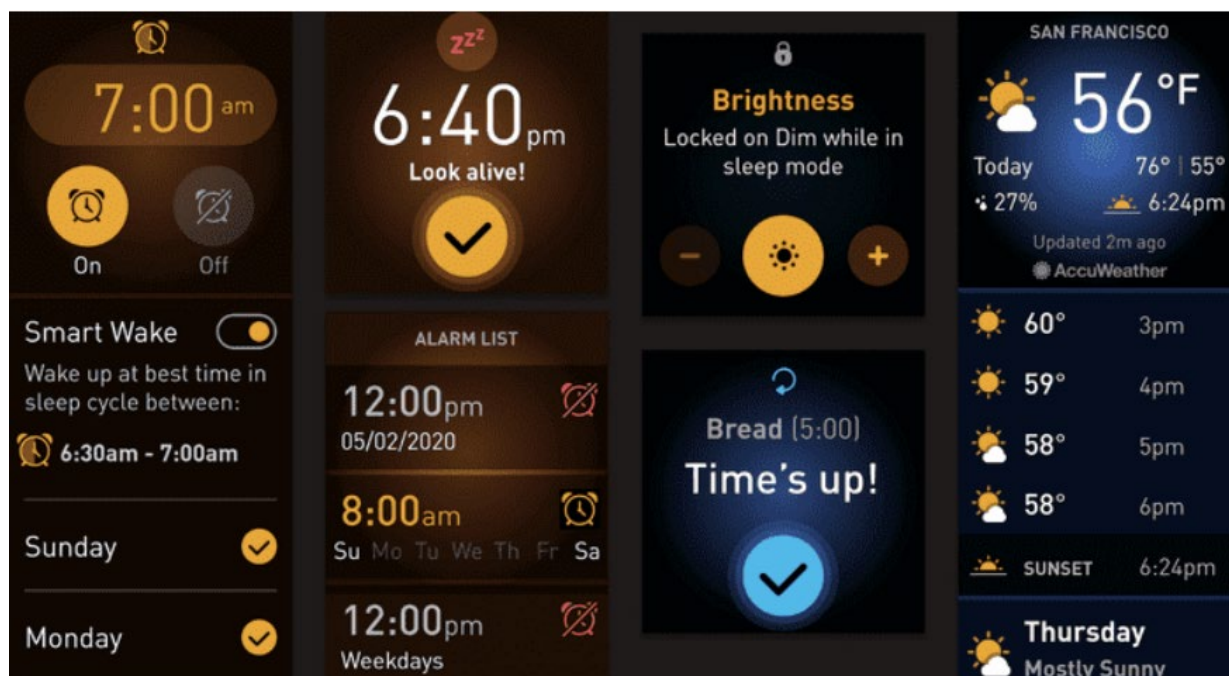 7:00 am
On
Off
Smart Wake
Wake up at best time in
sleep cycle between:
6:30am - 7:00am
Sunday
Monday
zzz
6:40pm
Look alive!
ALARM LIST
12:00pm
05/02/2020
8:00am
Su Mo Tu We Th Fr Sa
12:00pm
Weekdays
Brightness
Locked on Dim while in
sleep mode
Bread (5:00)
Time's up!
SAN FRANCISCO
56°F
Today 76° | 55°
27% 6:24pm
Updated 2m ago
AccuWeather
60° 3pm
59° 4pm
58° 5pm
58° 6pm
SUNSET 6:24pm
Thursday
Mostly Sunny